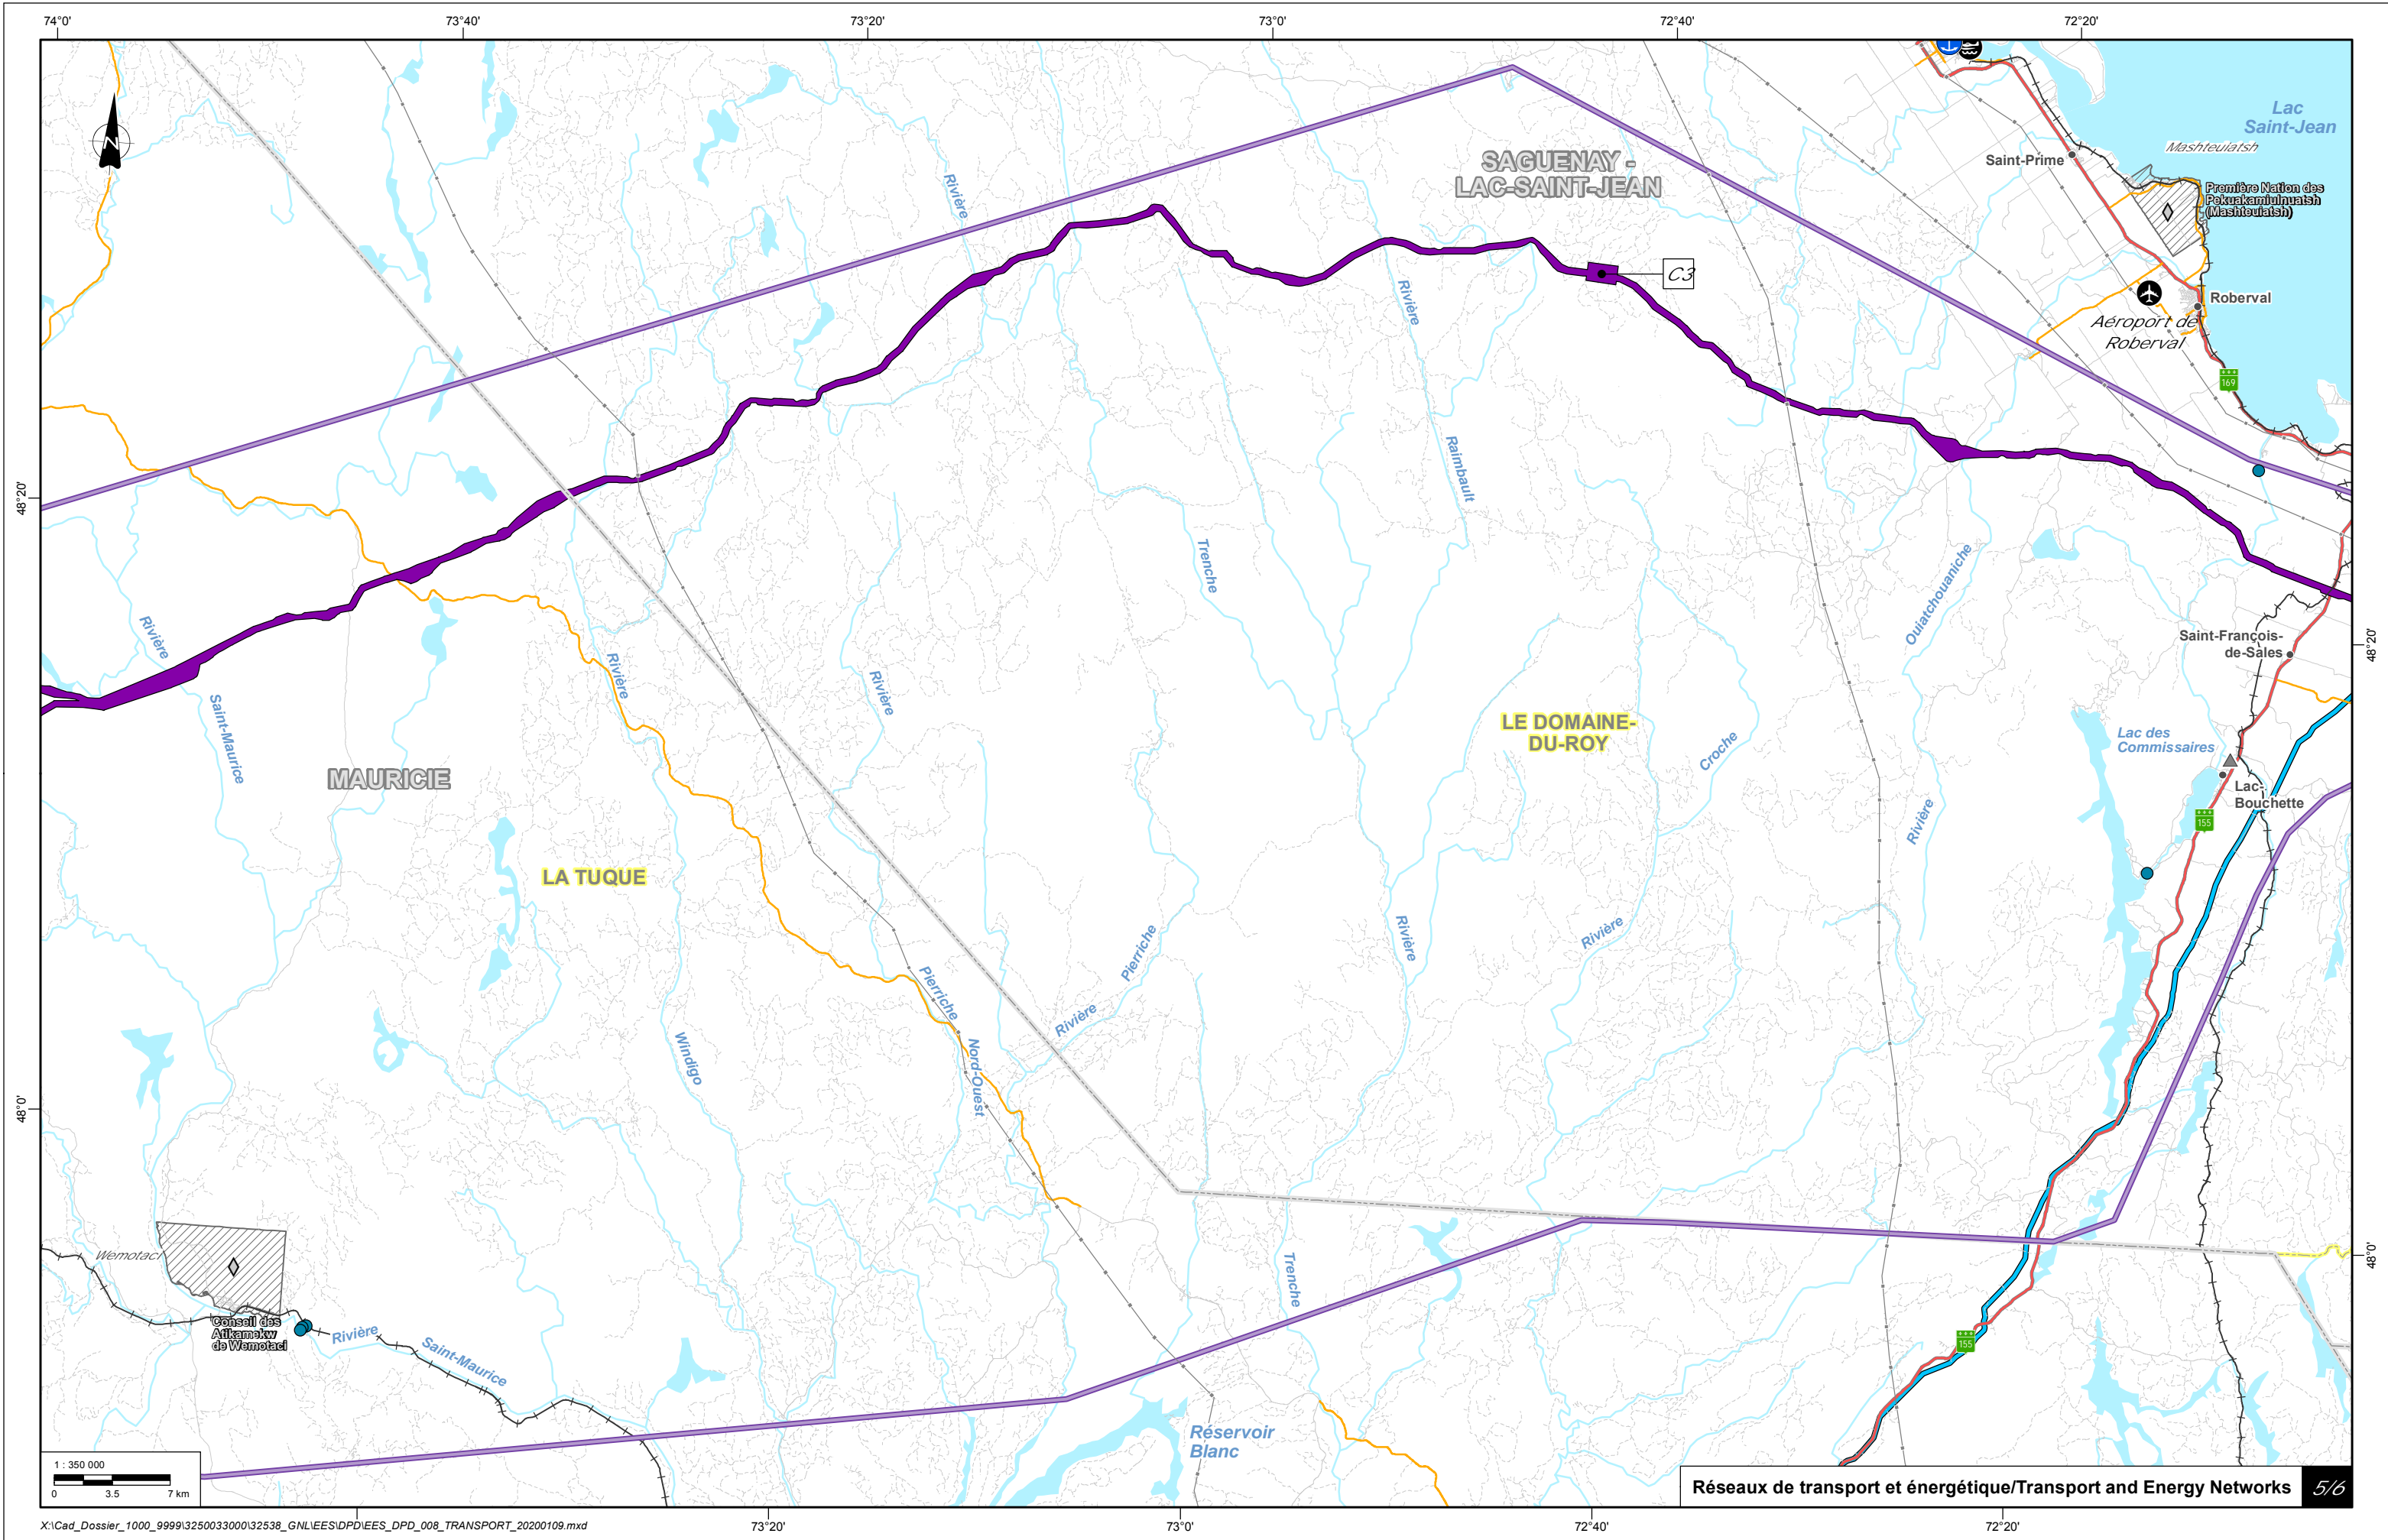 74°0'
73°40'
73°20'
73°0'
72°40'
72°20'
N
Lac
Saint-Jean
Mashteuiatsh
Saint-Prime
SAGUENAY -
LAC-SAINT-JEAN
Première Nation des
Pekuakamiulnuatsh
(Mashteuiatsh)
Rivière
C3
Rivière
Roberval
Aéroport de
Roberval
169
Raimbault
48°20'
Trenche
Ouiatchouaniche
Rivière
Rivière
Rivière
Saint-François-
de-Sales
48°20'
Saint-Maurice
LE DOMAINE-
DU-ROY
Croche
Lac des
Commissaires
MAURICIE
Lac-
Bouchette
155
Rivière
LA TUQUE
Pierriche
Rivière
Rivière
Pierriche
Rivière
Windigo
Nord-Ouest
48°0'
Wemotaci
Trenche
48°0'
Conseil des
Atikamekw
de Wemotaci
Rivière
Saint-Maurice
155
Réservoir
Blanc
1 : 350 000
0 3.5 7 km
Réseaux de transport et énergétique/Transport and Energy Networks 5/6
X:\Cad_Dossier_1000_9999\3250033000\32538_GNL\EES\DPD\EES_DPD_008_TRANSPORT_20200109.mxd
73°20'
73°0'
72°40'
72°20'